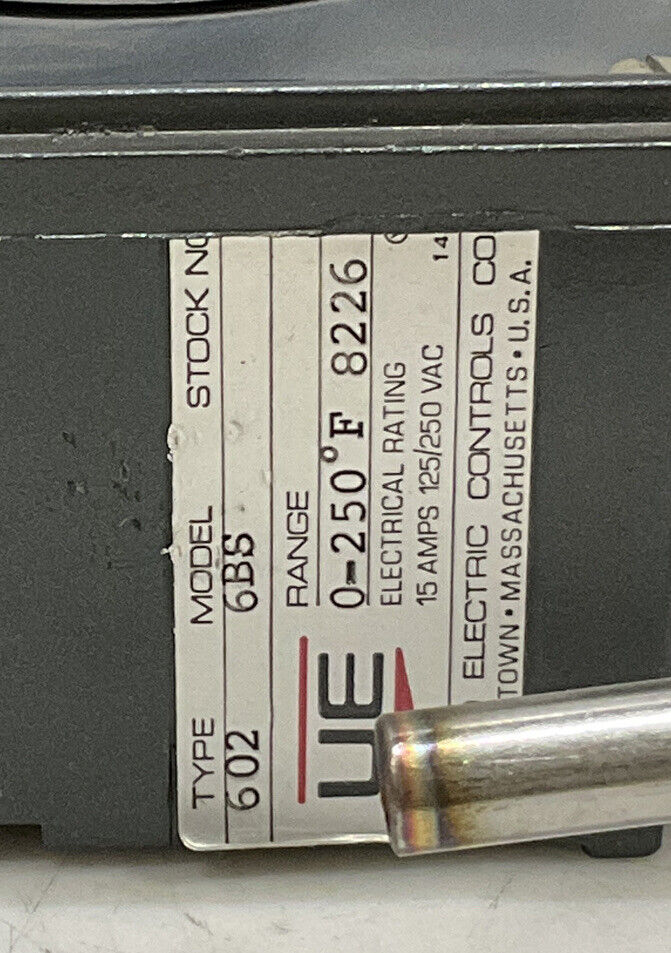 TYPE MODEL STOCK NO
602 6BS
UE
RANGE
0-250°F 8226
ELECTRICAL RATING
15 AMPS 125/250 VAC
14
ELECTRIC CONTROLS CO
TOWN • MASSACHUSETTS • U.S.A.